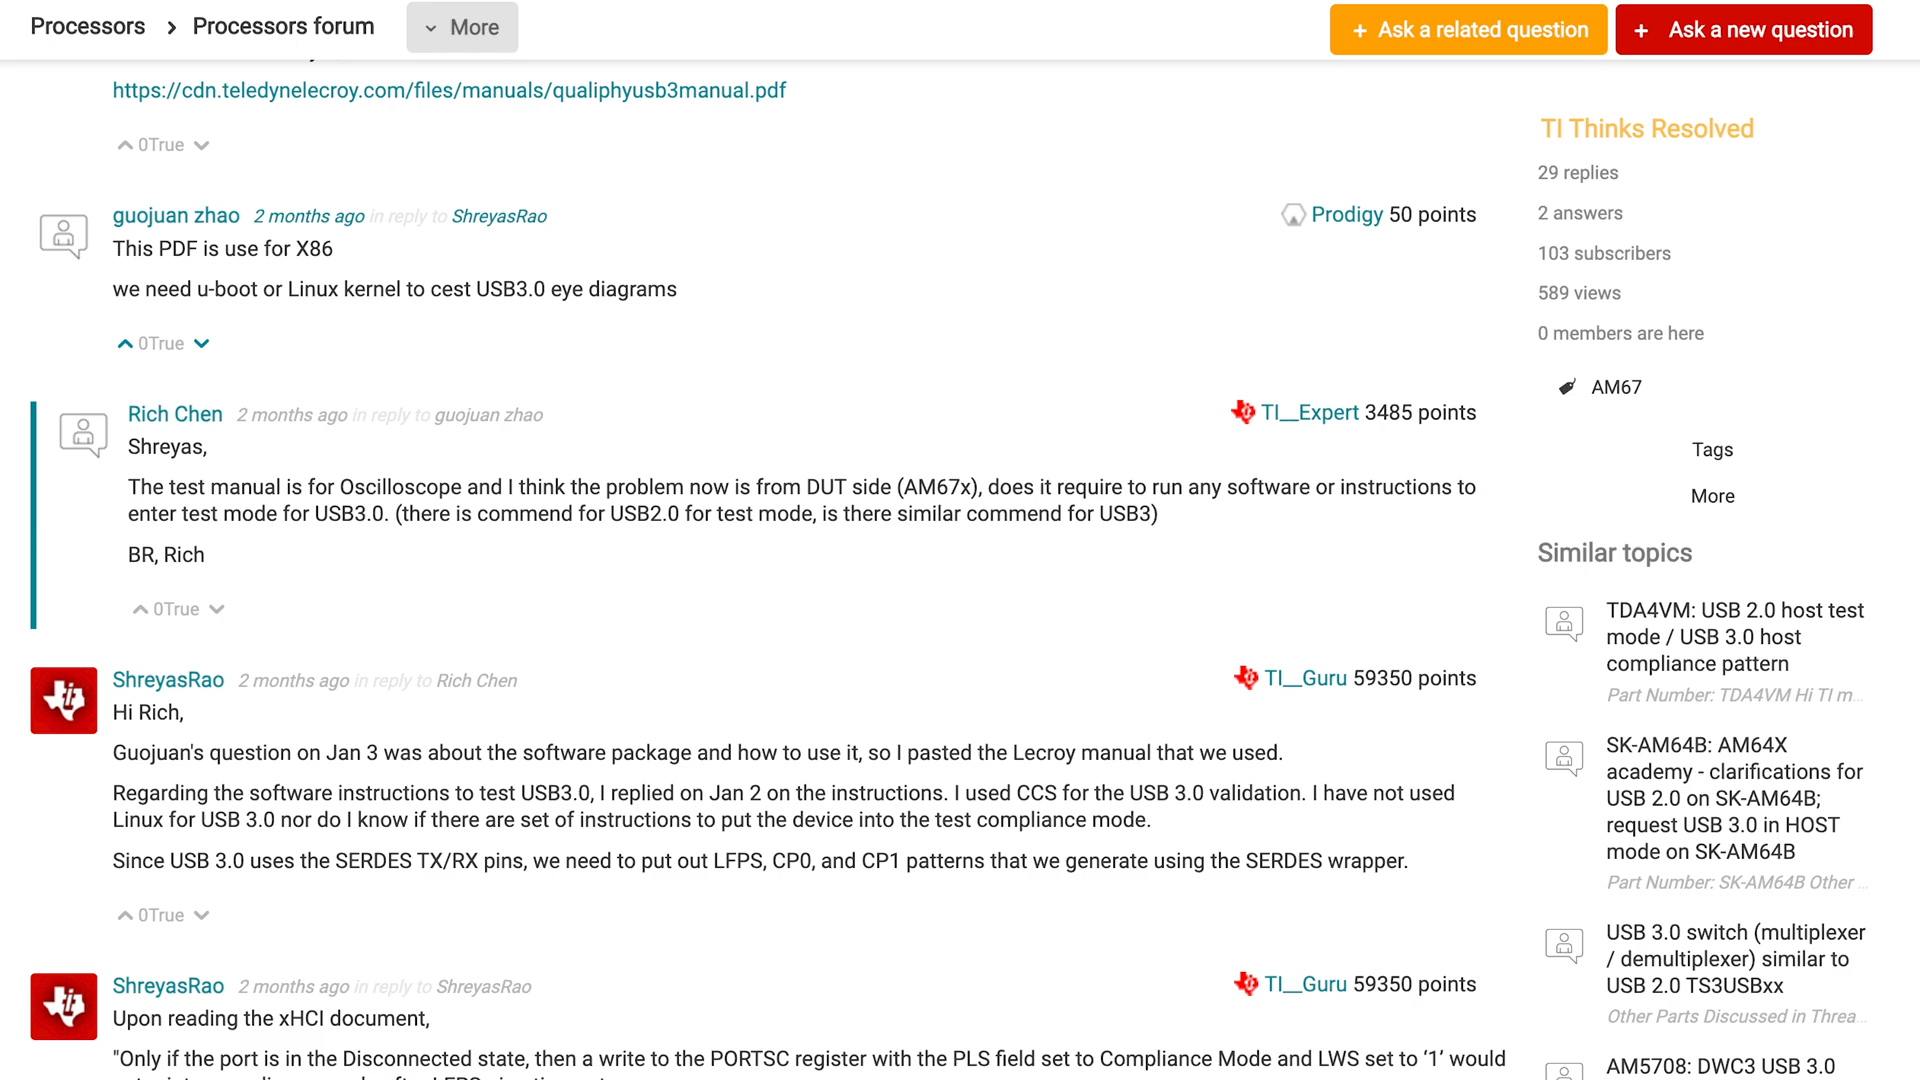 Processors > Processors forum
More
+ Ask a related question
+ Ask a new question
https://cdn.teledynelecroy.com/files/manuals/qualiphyusb3manual.pdf
0True
guojuan zhao 2 months ago in reply to ShreyasRao
Prodigy 50 points
This PDF is use for X86
we need u-boot or Linux kernel to cest USB3.0 eye diagrams
0True
Rich Chen 2 months ago in reply to guojuan zhao
TI__Expert 3485 points
Shreyas,
The test manual is for Oscilloscope and I think the problem now is from DUT side (AM67x), does it require to run any software or instructions to
enter test mode for USB3.0. (there is commend for USB2.0 for test mode, is there similar commend for USB3)
BR, Rich
0True
ShreyasRao 2 months ago in reply to Rich Chen
TI__Guru 59350 points
Hi Rich,
Guojuan's question on Jan 3 was about the software package and how to use it, so I pasted the Lecroy manual that we used.
Regarding the software instructions to test USB3.0, I replied on Jan 2 on the instructions. I used CCS for the USB 3.0 validation. I have not used
Linux for USB 3.0 nor do I know if there are set of instructions to put the device into the test compliance mode.
Since USB 3.0 uses the SERDES TX/RX pins, we need to put out LFPS, CP0, and CP1 patterns that we generate using the SERDES wrapper.
0True
ShreyasRao 2 months ago in reply to ShreyasRao
TI__Guru 59350 points
Upon reading the xHCI document,
"Only if the port is in the Disconnected state, then a write to the PORTSC register with the PLS field set to Compliance Mode and LWS set to ‘1’ would
TI Thinks Resolved
29 replies
2 answers
103 subscribers
589 views
0 members are here
AM67
Tags
More
Similar topics
TDA4VM: USB 2.0 host test
mode / USB 3.0 host
compliance pattern
Part Number: TDA4VM Hi TI m...
SK-AM64B: AM64X
academy - clarifications for
USB 2.0 on SK-AM64B;
request USB 3.0 in HOST
mode on SK-AM64B
Part Number: SK-AM64B Other ...
USB 3.0 switch (multiplexer
/ demultiplexer) similar to
USB 2.0 TS3USBxx
Other Parts Discussed in Threa...
AM5708: DWC3 USB 3.0